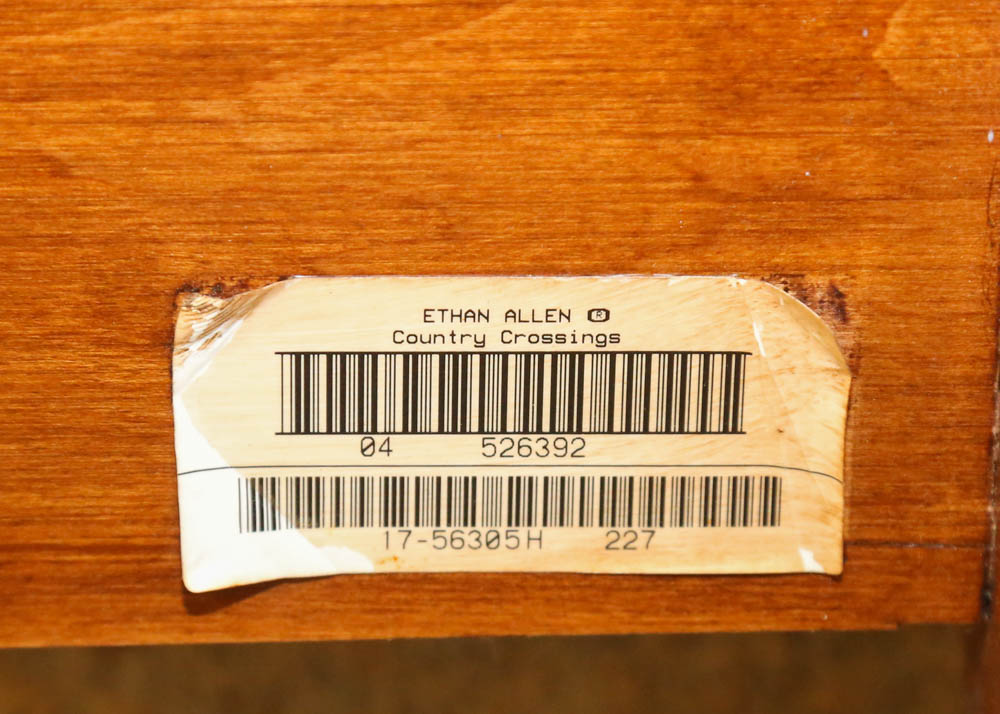 ETHAN ALLEN ®
Country Crossings
04 526392
17-56305H 227